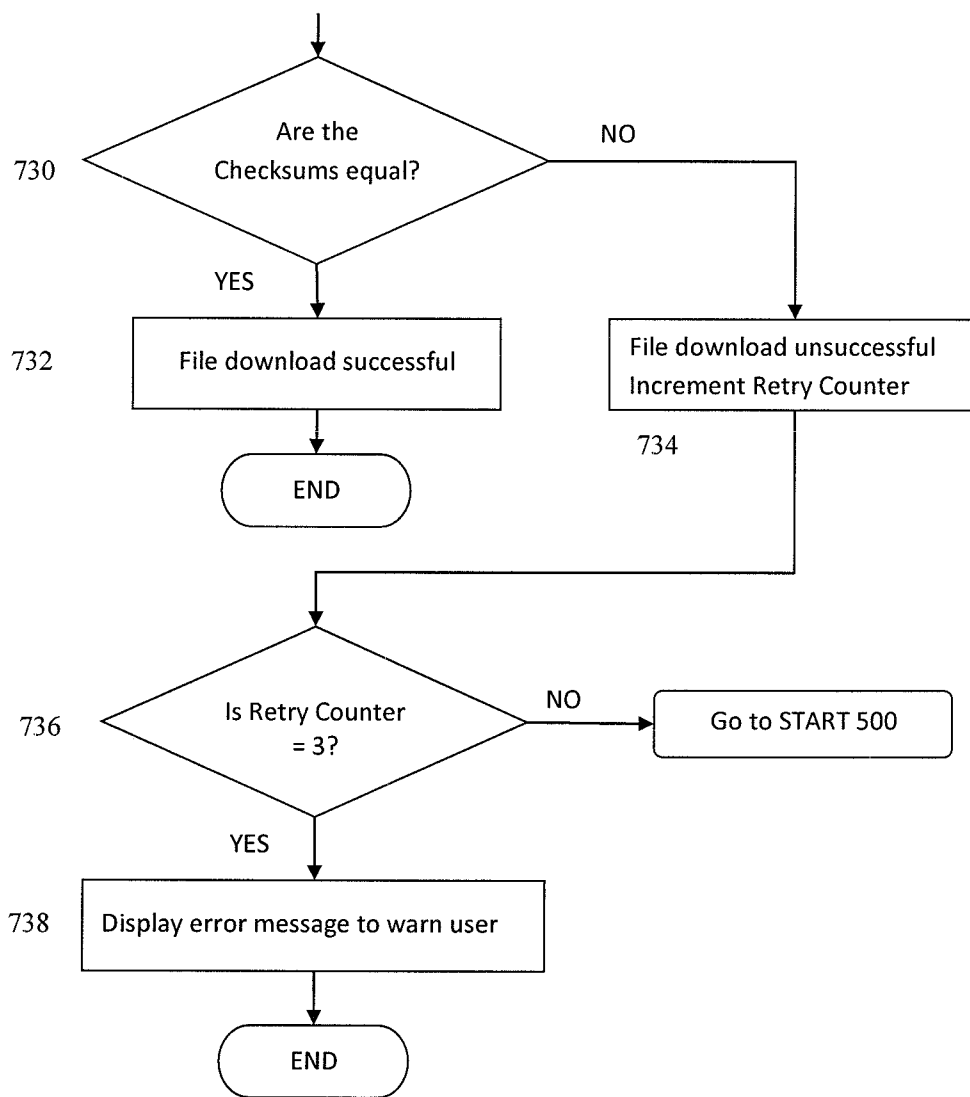 Are the
Checksums equal?
NO
730
YES
File download successful
732
File download unsuccessful
Increment Retry Counter
734
END
Is Retry Counter
= 3?
NO
Go to START 500
736
YES
Display error message to warn user
738
END